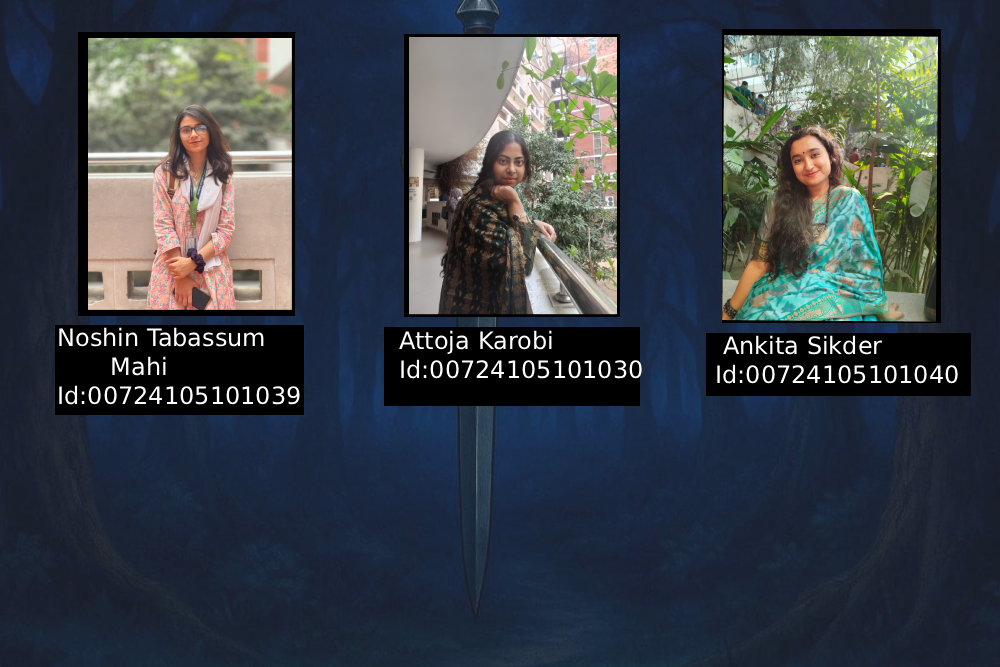 Noshin Tabassum
Mahi
Id:00724105101039
Attoja Karobi
Id:00724105101030
Ankita Sikder
Id:00724105101040